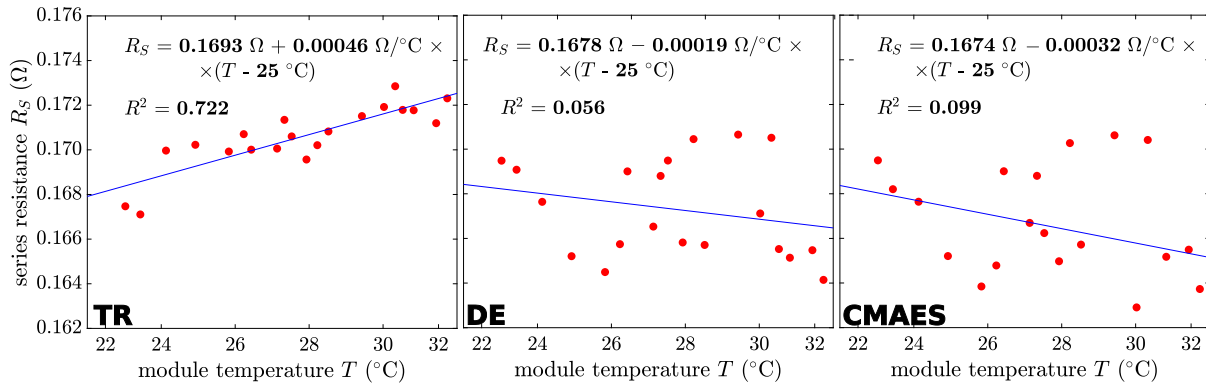 0.176
0.174
0.172
0.170
0.168
0.166
0.164
0.162
series resistance R_S (Ω)
R_S = 0.1693 Ω + 0.00046 Ω/°C ×
×(T - 25 °C)
R² = 0.722
TR
22 24 26 28 30 32
module temperature T (°C)
R_S = 0.1678 Ω − 0.00019 Ω/°C ×
×(T - 25 °C)
R² = 0.056
DE
22 24 26 28 30 32
module temperature T (°C)
R_S = 0.1674 Ω − 0.00032 Ω/°C ×
×(T - 25 °C)
R² = 0.099
CMAES
22 24 26 28 30 32
module temperature T (°C)